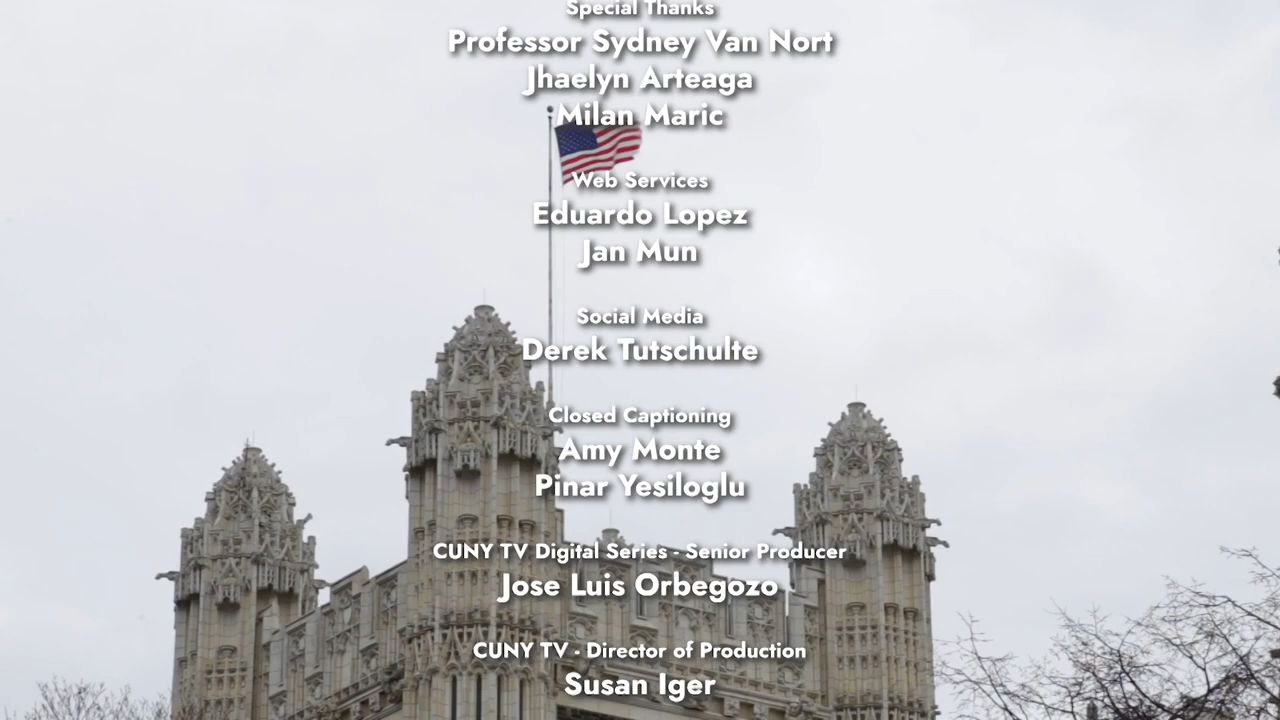 Special Thanks
Professor Sydney Van Nort
Jhaelyn Arteaga
Milan Maric
Web Services
Eduardo Lopez
Jan Mun
Social Media
Derek Tutschulte
Closed Captioning
Amy Monte
Pinar Yesiloglu
CUNY TV Digital Series - Senior Producer
Jose Luis Orbegozo
CUNY TV - Director of Production
Susan Iger